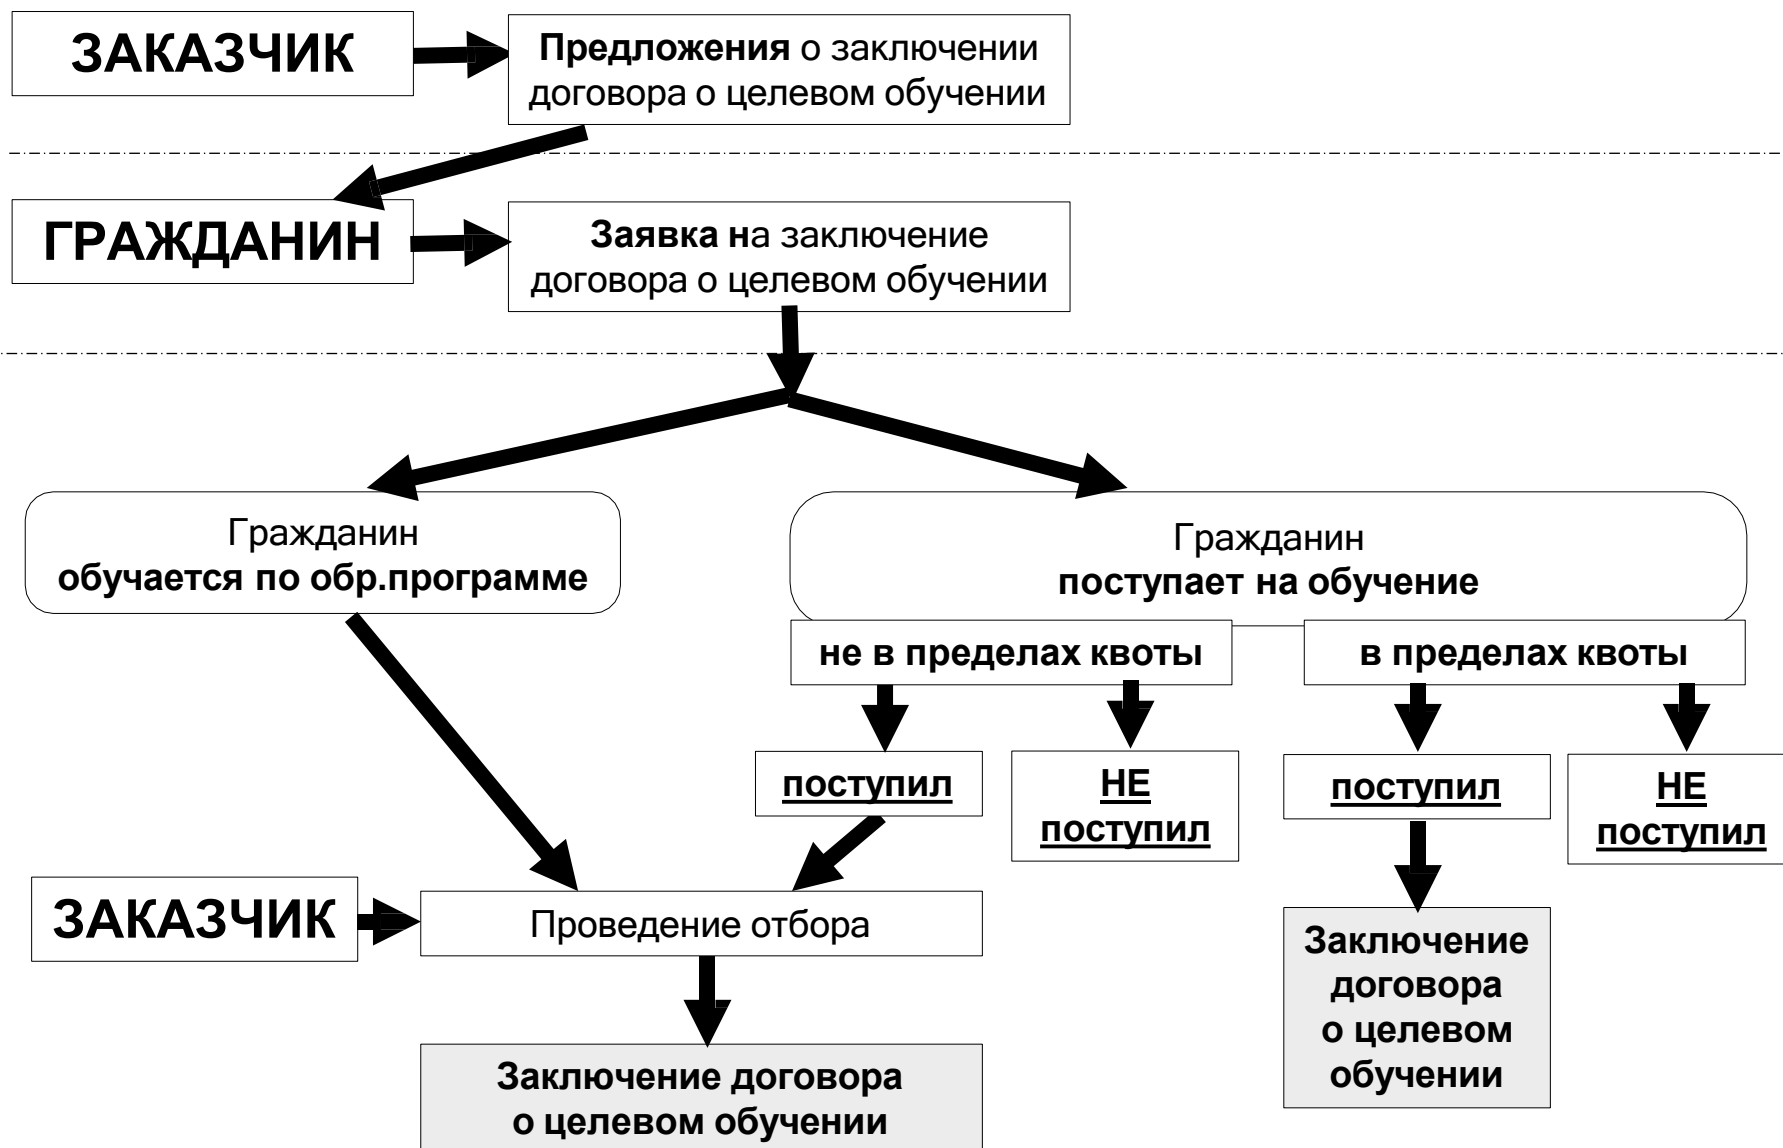 ЗАКАЗЧИК
Предложения о заключении
договора о целевом обучении
ГРАЖДАНИН
Заявка на заключение
договора о целевом обучении
Гражданин
обучается по обр.программе
Гражданин
поступает на обучение
не в пределах квоты
в пределах квоты
поступил
НЕ
поступил
поступил
НЕ
поступил
ЗАКАЗЧИК
Проведение отбора
Заключение
договора
о целевом
обучении
Заключение договора
о целевом обучении